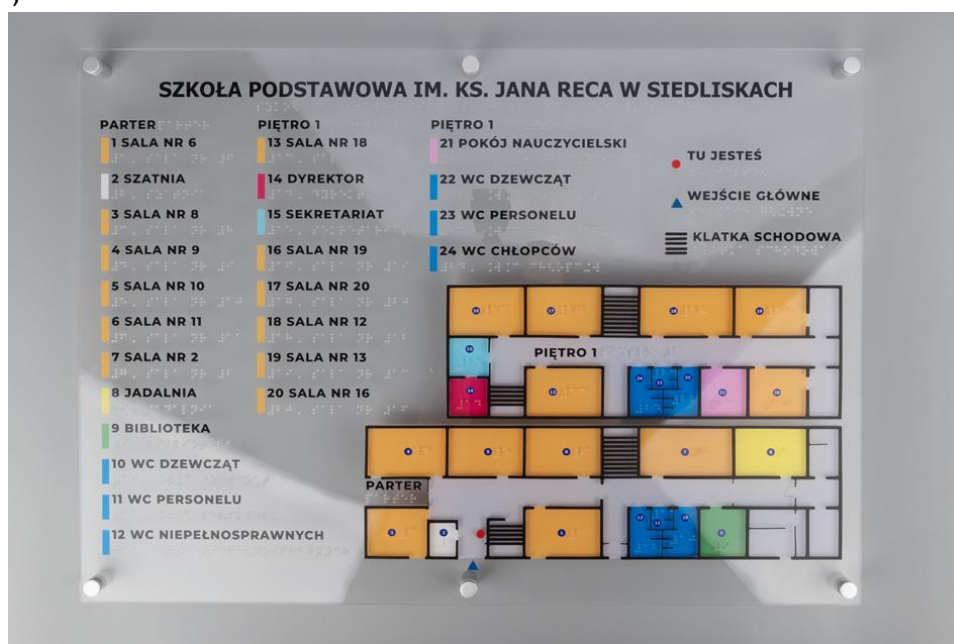 SZKOŁA PODSTAWOWA IM. KS. JANA RECA W SIEDLISKACH
PARTER
1 SALA NR 6
2 SZATNIA
3 SALA NR 8
4 SALA NR 9
5 SALA NR 10
6 SALA NR 11
7 SALA NR 2
8 JADALNIA
9 BIBLIOTEKA
10 WC DZEWCZĄT
11 WC PERSONELU
12 WC NIEPEŁNOSPRAWNYCH
PIĘTRO 1
13 SALA NR 18
14 DYREKTOR
15 SEKRETARIAT
16 SALA NR 19
17 SALA NR 20
18 SALA NR 12
19 SALA NR 13
20 SALA NR 16
PIĘTRO 1
21 POKÓJ NAUCZYCIELSKI
22 WC DZEWCZĄT
23 WC PERSONELU
24 WC CHŁOPCÓW
TU JESTEŚ
WEJŚCIE GŁÓWNE
KLATKA SCHODOWA
PIĘTRO 1
PARTER